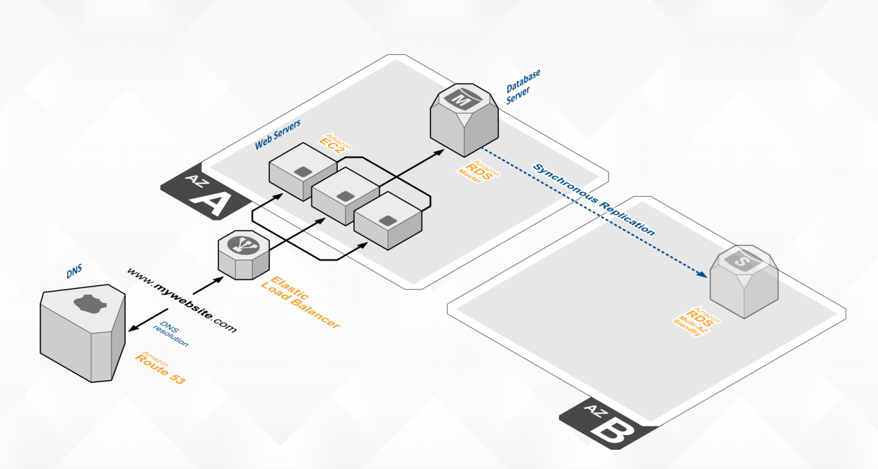 Database
Server
M
Web Servers
Amazon
EC2
Amazon
RDS
Master
Synchronous Replication
AZ
A
S
DNS
www.mywebsite.com
Elastic
Load Balancer
Amazon
RDS
Multi-AZ
Standby
DNS
resolution
Amazon
Route 53
AZ
B